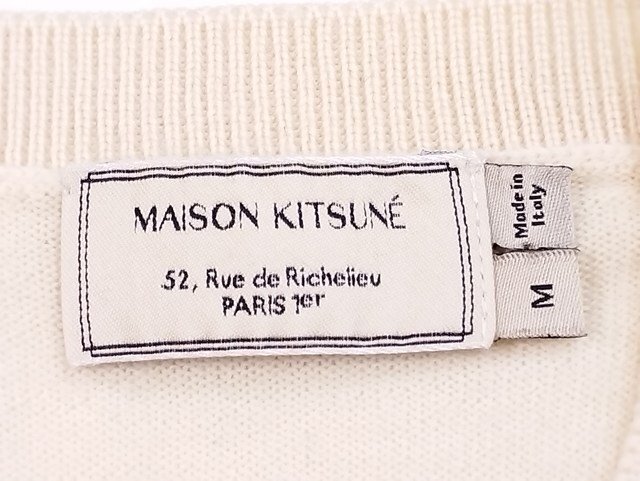 MAISON KITSUNÉ
52, Rue de Richelieu
PARIS 1er
Made in
Italy
M